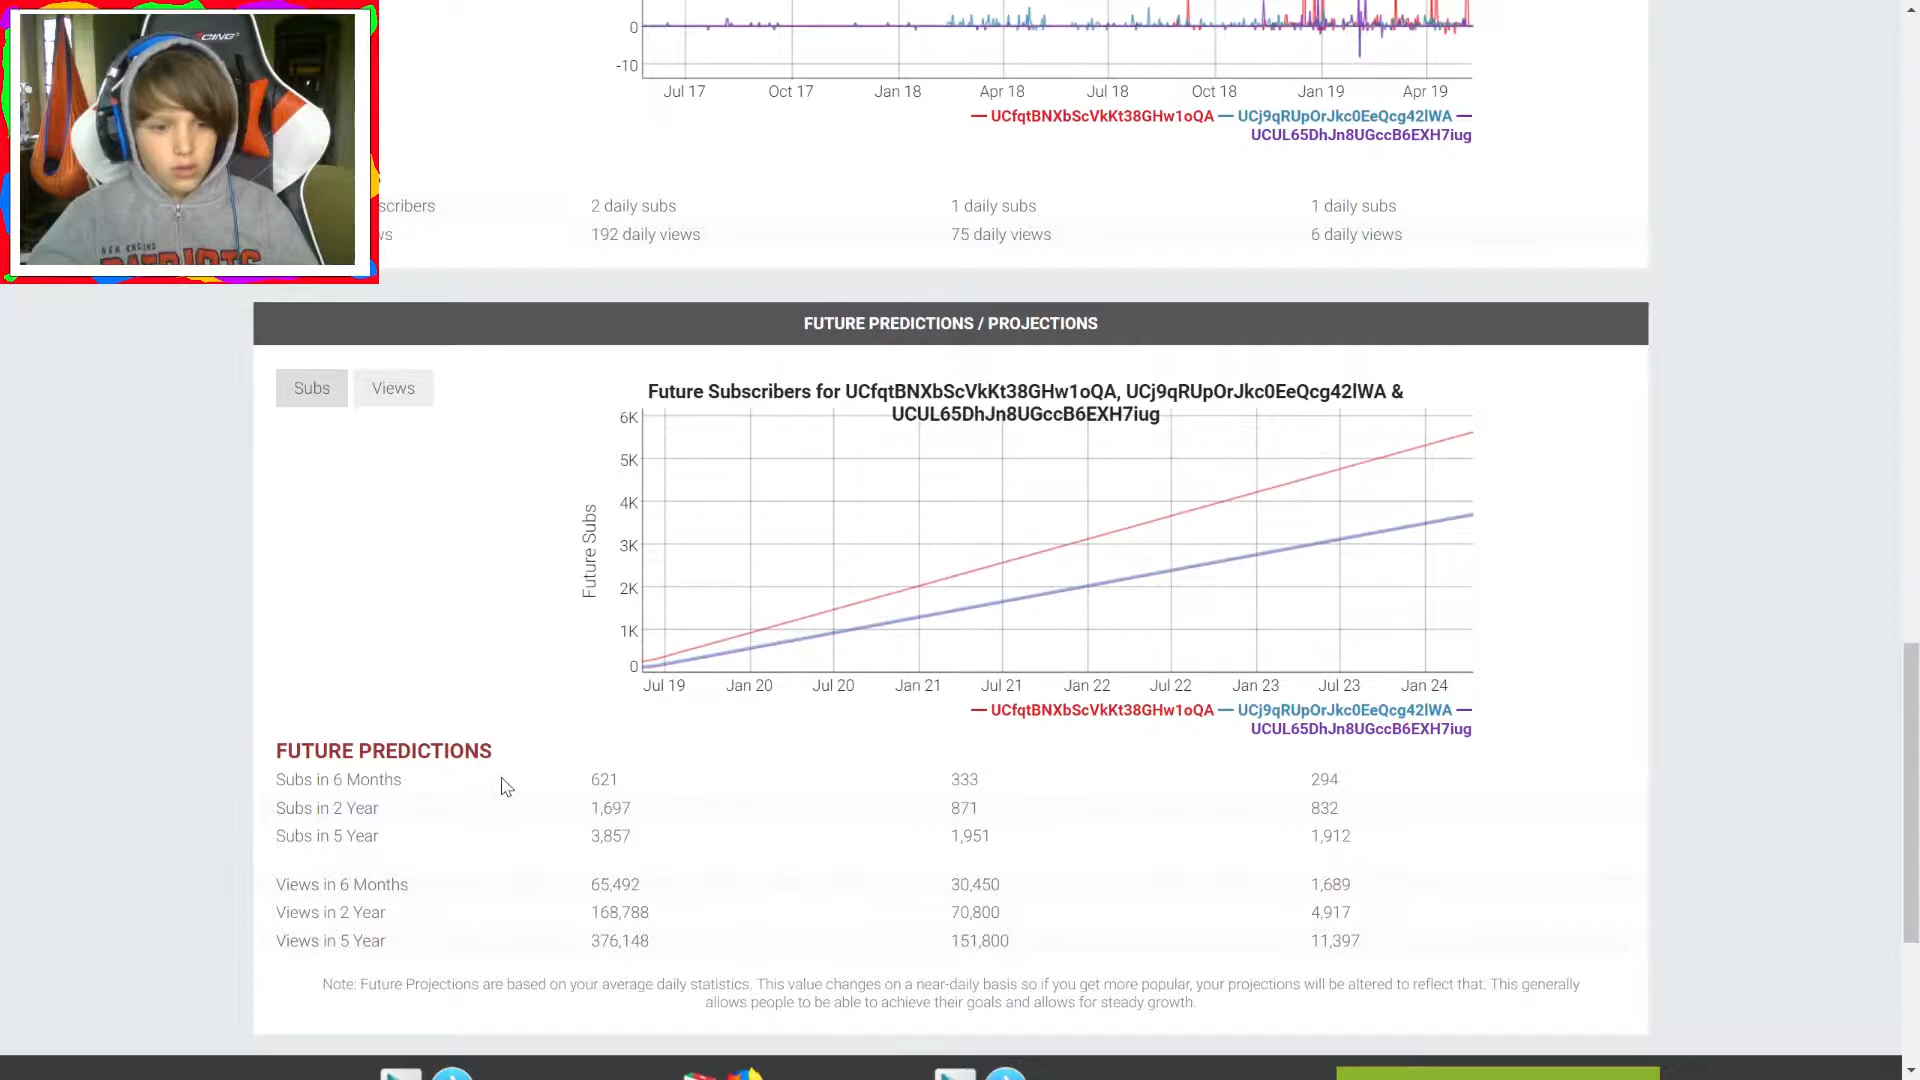 CING
NEW ENGLAND
PATRIOTS
0
-10
Jul 17 Oct 17 Jan 18 Apr 18 Jul 18 Oct 18 Jan 19 Apr 19
UCfqtBNXbScVkKt38GHw1oQA UCj9qRUpOrJkc0EeQcg42lWA
UCUL65DhJn8UGccB6EXH7iug
scribers 2 daily subs 1 daily subs 1 daily subs
ws 192 daily views 75 daily views 6 daily views
FUTURE PREDICTIONS / PROJECTIONS
Subs Views
Future Subscribers for UCfqtBNXbScVkKt38GHw1oQA, UCj9qRUpOrJkc0EeQcg42lWA &
UCUL65DhJn8UGccB6EXH7iug
6K
5K
4K
3K
2K
1K
0
Future Subs
Jul 19 Jan 20 Jul 20 Jan 21 Jul 21 Jan 22 Jul 22 Jan 23 Jul 23 Jan 24
UCfqtBNXbScVkKt38GHw1oQA UCj9qRUpOrJkc0EeQcg42lWA
UCUL65DhJn8UGccB6EXH7iug
FUTURE PREDICTIONS
Subs in 6 Months 621 333 294
Subs in 2 Year 1,697 871 832
Subs in 5 Year 3,857 1,951 1,912
Views in 6 Months 65,492 30,450 1,689
Views in 2 Year 168,788 70,800 4,917
Views in 5 Year 376,148 151,800 11,397
Note: Future Projections are based on your average daily statistics. This value changes on a near-daily basis so if you get more popular, your projections will be altered to reflect that. This generally
allows people to be able to achieve their goals and allows for steady growth.